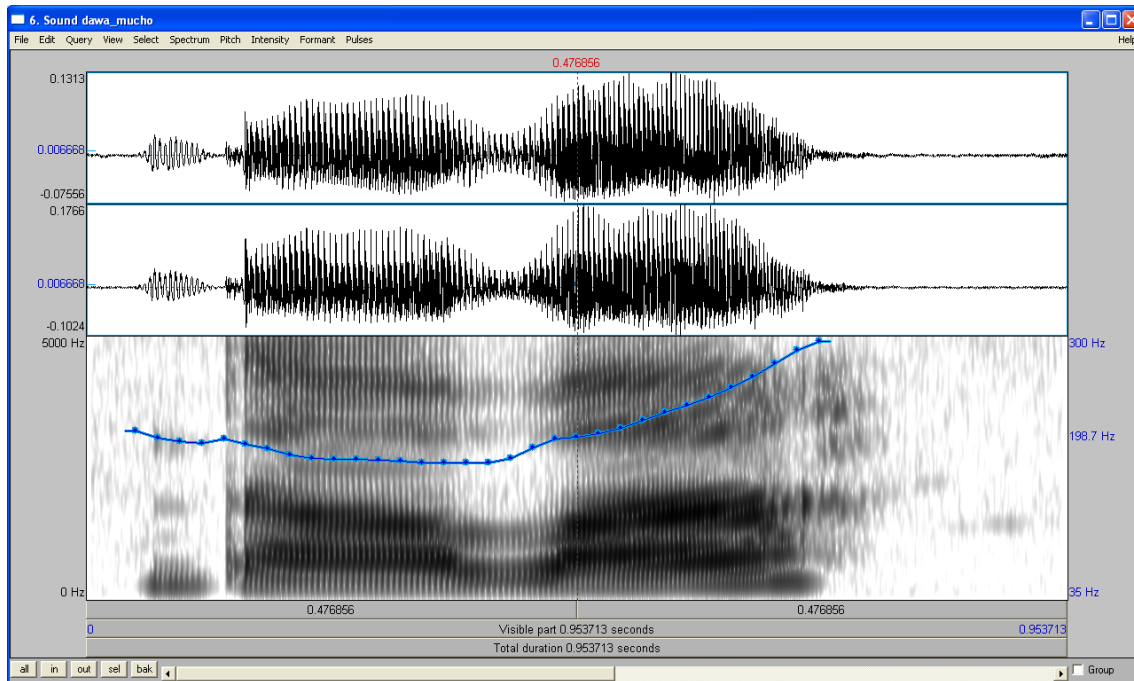 6. Sound dawa_mucho
File Edit Query View Select Spectrum Pitch Intensity Formant Pulses Help
0.476856
0.1313
0.006668
-0.07556
0.1766
0.006668
-0.1024
5000 Hz 300 Hz
198.7 Hz
0 Hz 35 Hz
0.476856 0.476856
0 Visible part 0.953713 seconds 0.953713
Total duration 0.953713 seconds
all in out sel bak Group